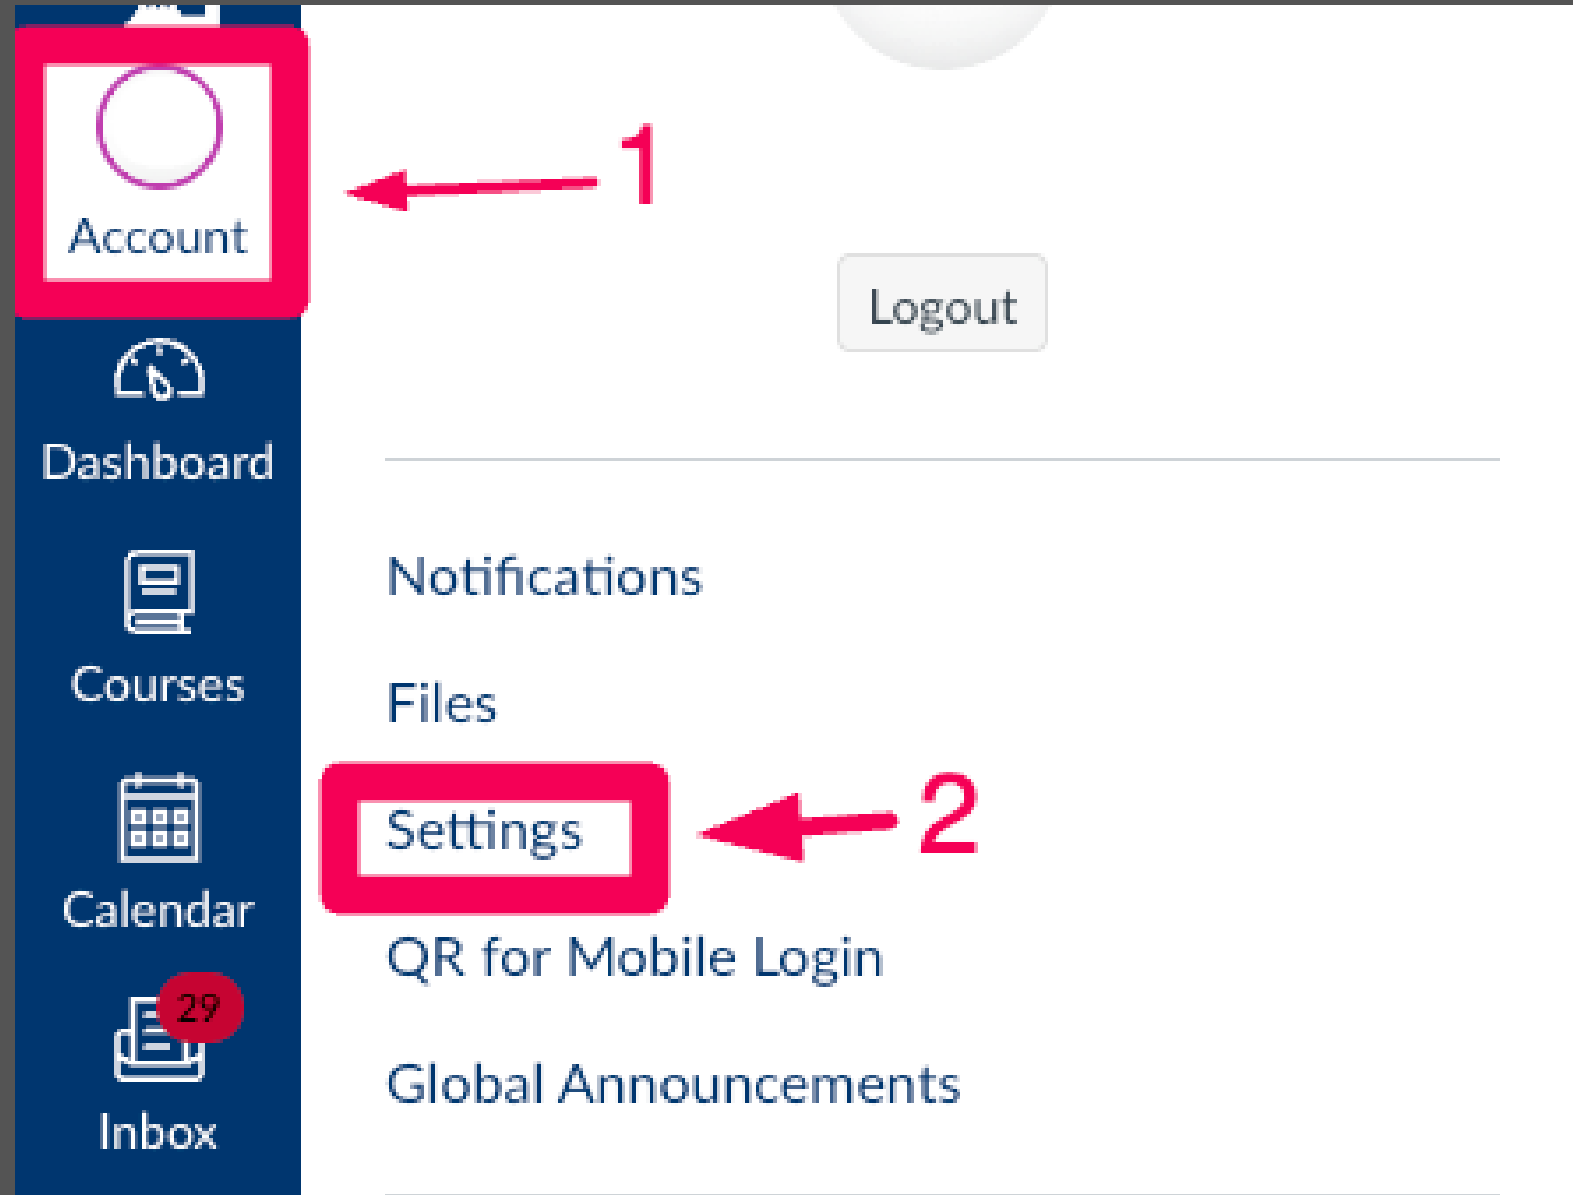 Account
1
Logout
Dashboard
Notifications
Courses
Files
Settings
2
Calendar
QR for Mobile Login
29
Global Announcements
Inbox